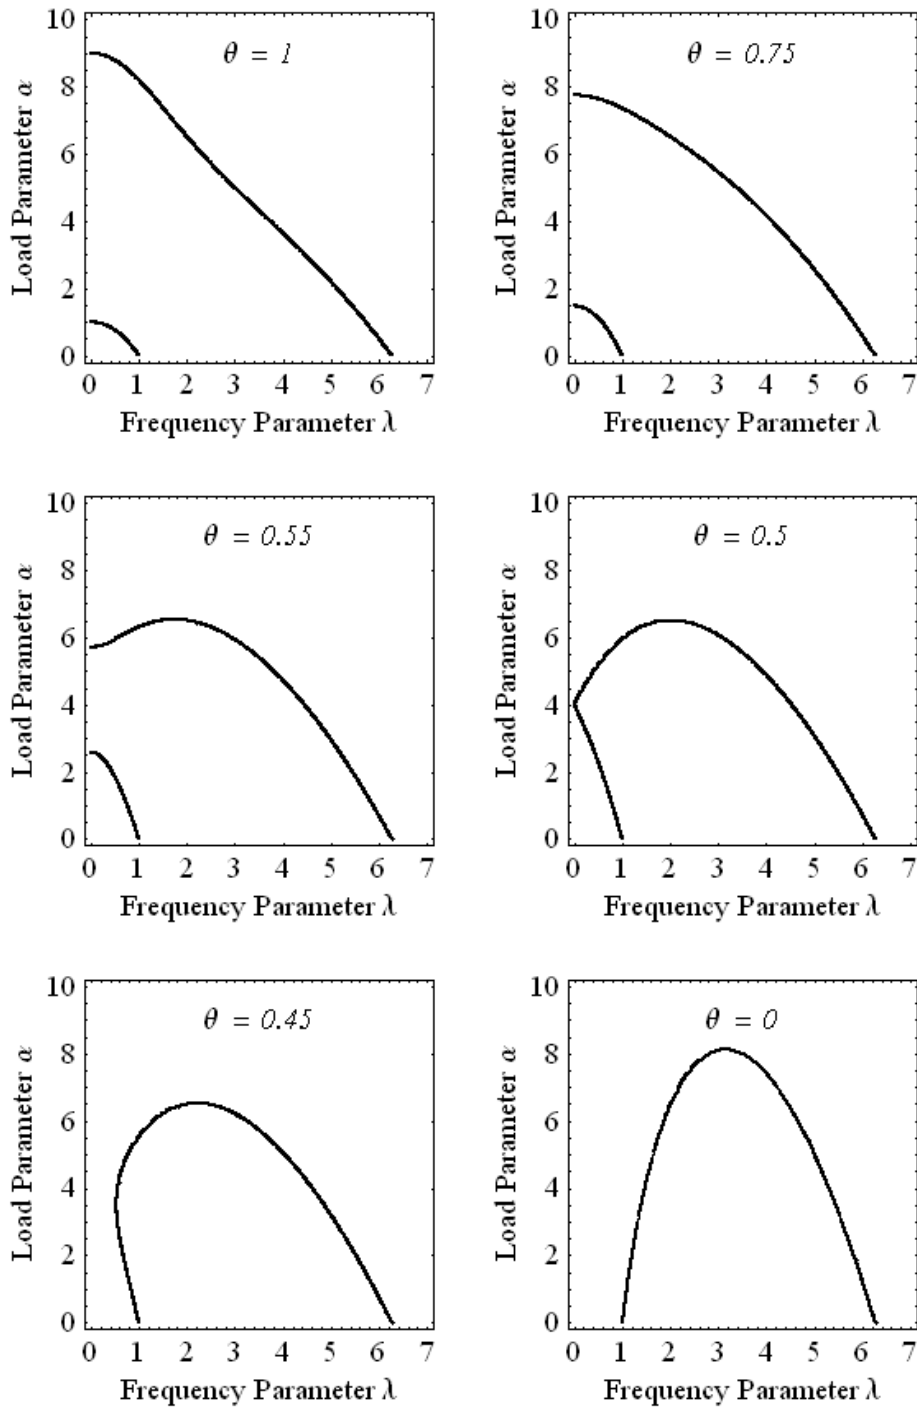 10
θ = 1
8
6
4
2
0
Load Parameter α
0 1 2 3 4 5 6 7
Frequency Parameter λ
10
θ = 0.75
8
6
4
2
0
Load Parameter α
0 1 2 3 4 5 6 7
Frequency Parameter λ
10
θ = 0.55
8
6
4
2
0
Load Parameter α
0 1 2 3 4 5 6 7
Frequency Parameter λ
10
θ = 0.5
8
6
4
2
0
Load Parameter α
0 1 2 3 4 5 6 7
Frequency Parameter λ
10
θ = 0.45
8
6
4
2
0
Load Parameter α
0 1 2 3 4 5 6 7
Frequency Parameter λ
10
θ = 0
8
6
4
2
0
Load Parameter α
0 1 2 3 4 5 6 7
Frequency Parameter λ